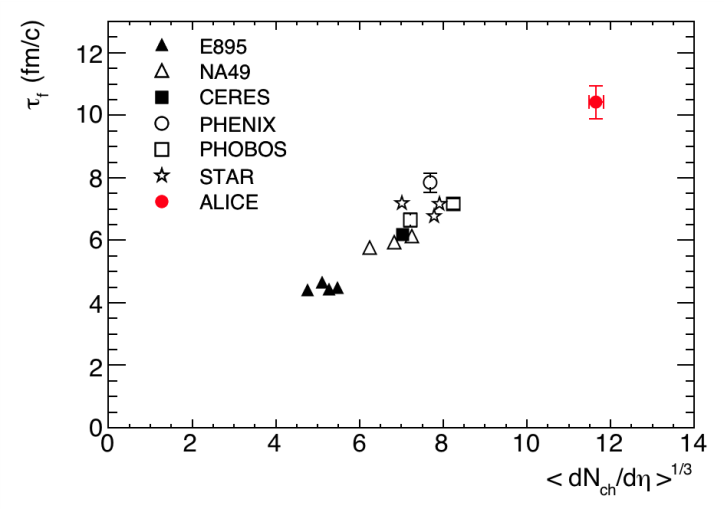 τf (fm/c)
12
10
8
6
4
2
0
E895
NA49
CERES
PHENIX
PHOBOS
STAR
ALICE
0 2 4 6 8 10 12 14
< dNch/dη >1/3